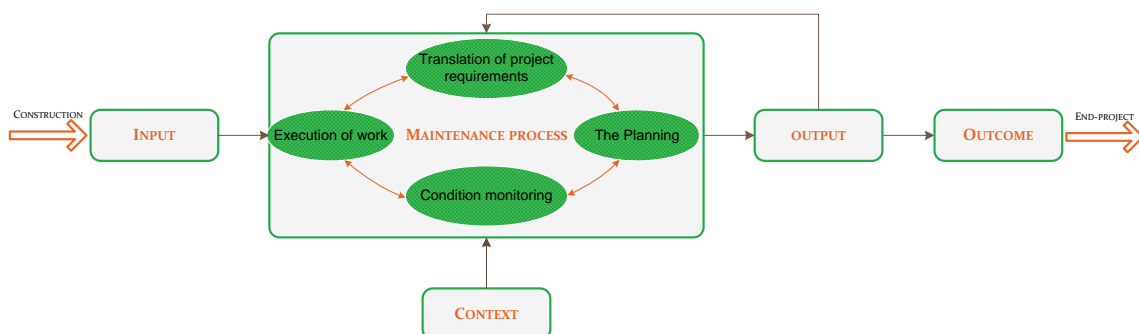 CONSTRUCTION
INPUT
Translation of project
requirements
Execution of work
MAINTENANCE PROCESS
The Planning
Condition monitoring
OUTPUT
OUTCOME
END-PROJECT
CONTEXT